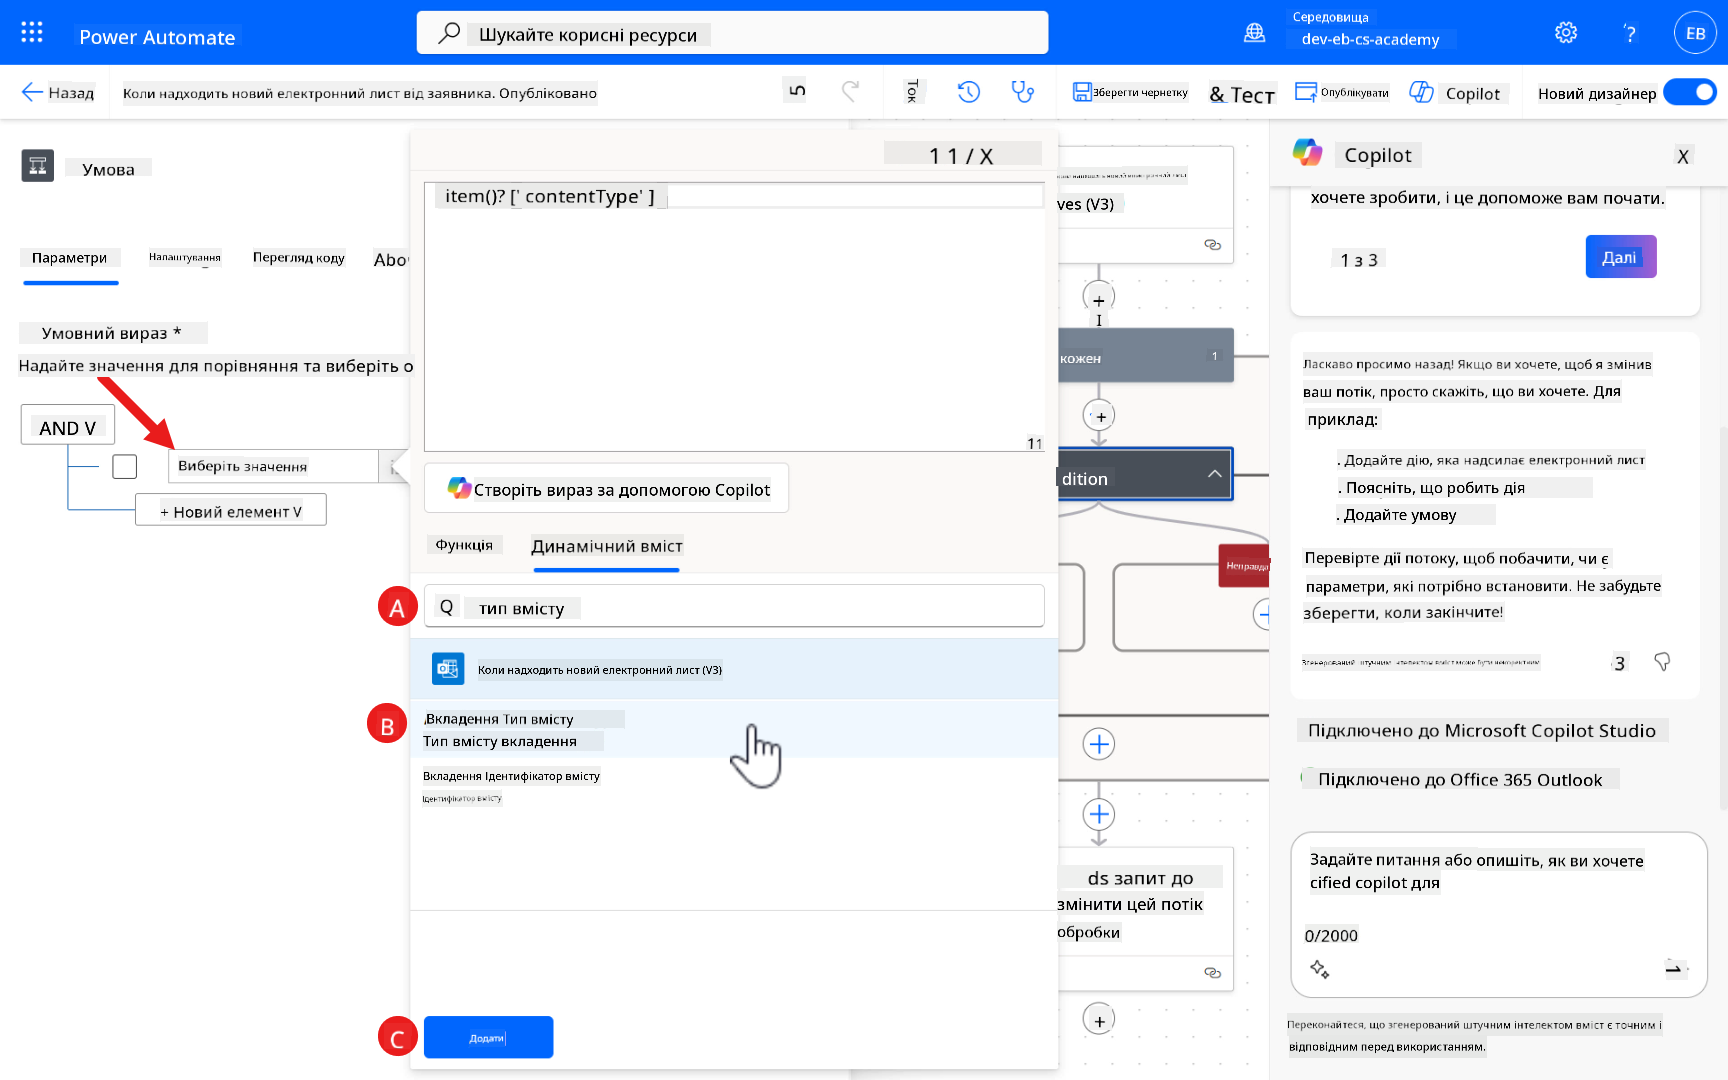 Power Automate
Шукайте корисні ресурси
Середовища
dev-eb-cs-academy
?
EB
Назад
Коли надходить новий електронний лист від заявника. Опубліковано
5
Ток
Зберегти чернетку
& Тест
Опублікувати
Copilot
Новий дизайнер
Умова
Параметри
Налаштування
Перегляд коду
Abo
Умовний вираз *
Надайте значення для порівняння та виберіть о
AND V
Виберіть значення
+ Новий елемент V
1 1 / X
item()? [' contentType' ]
11
Створіть вираз за допомогою Copilot
Функція
Динамічний вміст
A
Q
тип вмісту
Коли надходить новий електронний лист (V3)
B
Вкладення Тип вмісту
Тип вмісту вкладення
Вкладення Ідентифікатор вмісту
Ідентифікатор вмісту
C
Додати
ves (V3)
+
I
кожен
1
+
dition
Неправда
ds запит до
змінити цей потік
обробки
+
Copilot
X
хочете зробити, і це допоможе вам почати.
1 з 3
Далі
Ласкаво просимо назад! Якщо ви хочете, щоб я змінив
ваш потік, просто скажіть, що ви хочете. Для
приклад:
. Додайте дію, яка надсилає електронний лист
. Поясніть, що робить дія
. Додайте умову
Перевірте дії потоку, щоб побачити, чи є
параметри, які потрібно встановити. Не забудьте
зберегти, коли закінчите!
Згенерований штучним інтелектом вміст може бути некоректним
3
Підключено до Microsoft Copilot Studio
Підключено до Office 365 Outlook
Задайте питання або опишіть, як ви хочете
cified copilot для
0/2000
Переконайтеся, що згенерований штучним інтелектом вміст є точним і
відповідним перед використанням.